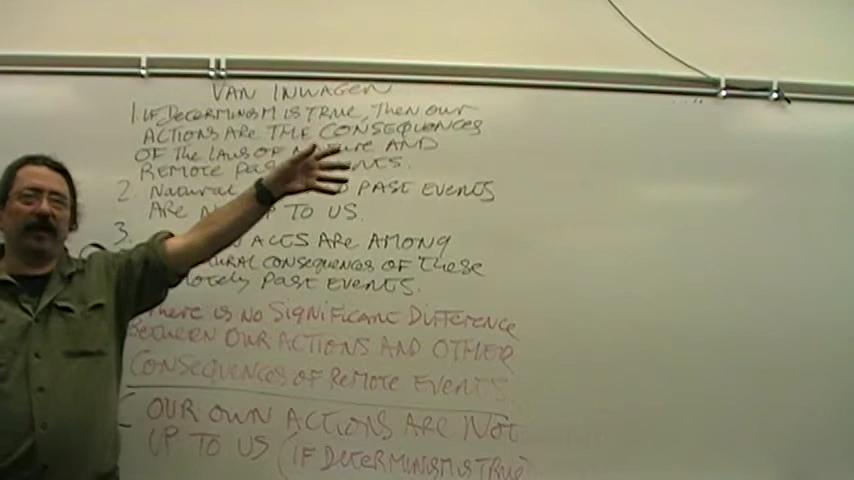 VAN INWAGEN
1. IF DETERMINISM IS TRUE, THEN OUR
ACTIONS ARE THE CONSEQUENCES
OF THE LAWS OF NATURE AND
REMOTE PAST EVENTS.
2. NATURAL PAST EVENTS
ARE NOT UP TO US.
3. ACTS ARE AMONG
CONSEQUENCES OF THESE
PAST EVENTS.
THERE IS NO SIGNIFICANT DIFFERENCE
BETWEEN OUR ACTIONS AND OTHER
CONSEQUENCES OF REMOTE EVENTS.
OUR OWN ACTIONS ARE NOT
UP TO US (IF DETERMINISM IS TRUE)